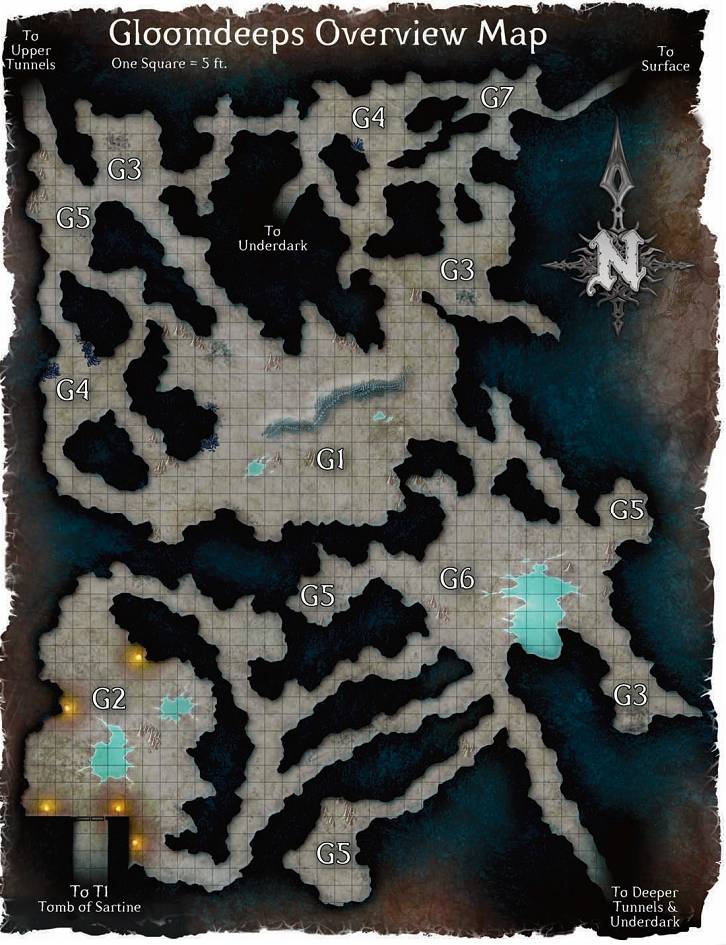 Gloomdeeps Overview Map
One Square = 5 ft.
To
Upper
Tunnels
To
Surface
G7
G4
G3
G5
To
Underdark
N
G3
G4
G1
G5
G6
G5
G2
G3
G5
To T1
Tomb of Sartine
To Deeper
Tunnels &
Underdark